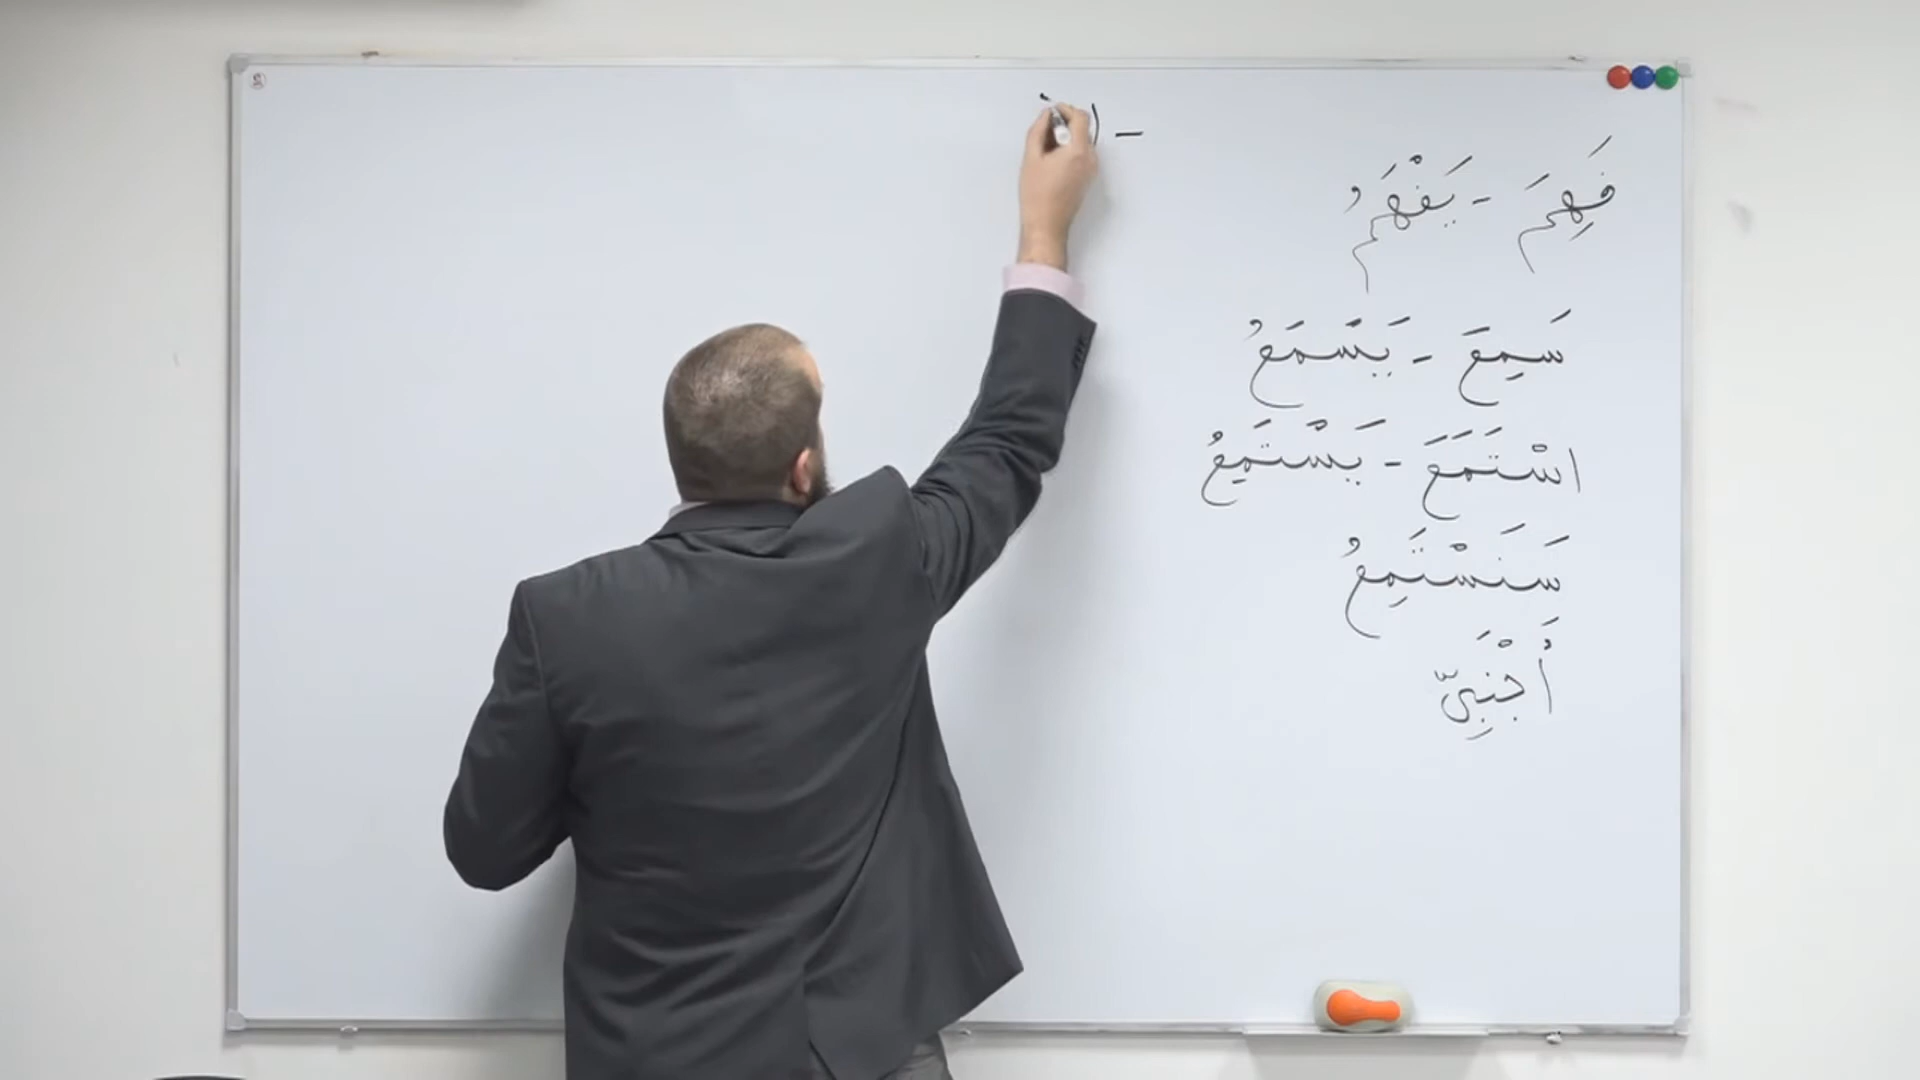 فَهِمَ - يَفْهَمُ
سَمِعَ - يَسْمَعُ
اسْتَمَعَ - يَسْتَمِعُ
سَنَسْتَمِعُ
أَجْنَبِيّ
- ا